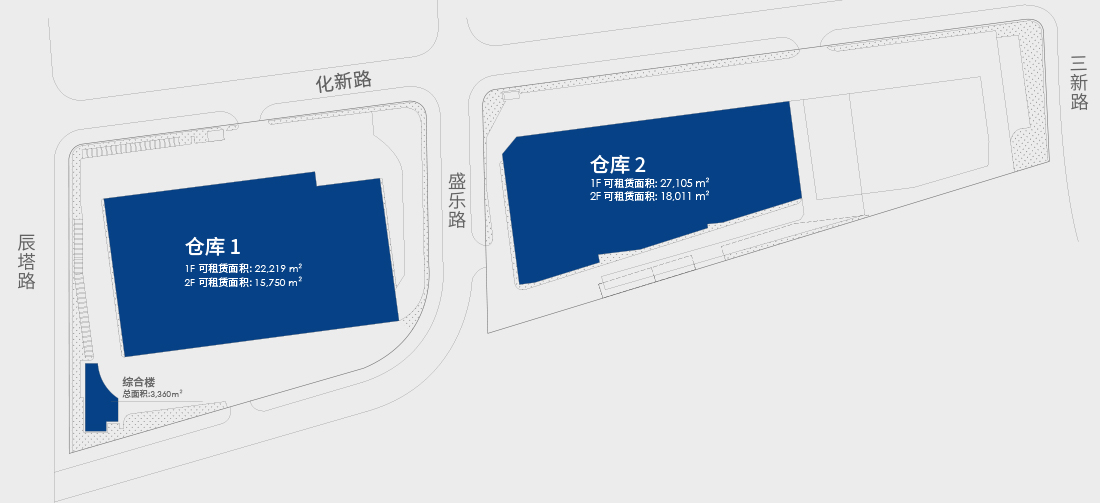 化新路
三新路
盛乐路
辰塔路
仓库 2
1F 可租赁面积: 27,105 m²
2F 可租赁面积: 18,011 m²
仓库 1
1F 可租赁面积: 22,219 m²
2F 可租赁面积: 15,750 m²
综合楼
总面积:3,360m²